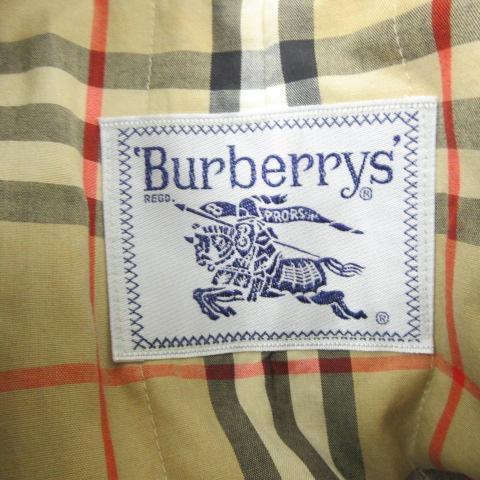 'Burberrys'
REGD. ®
PRORSUM
®